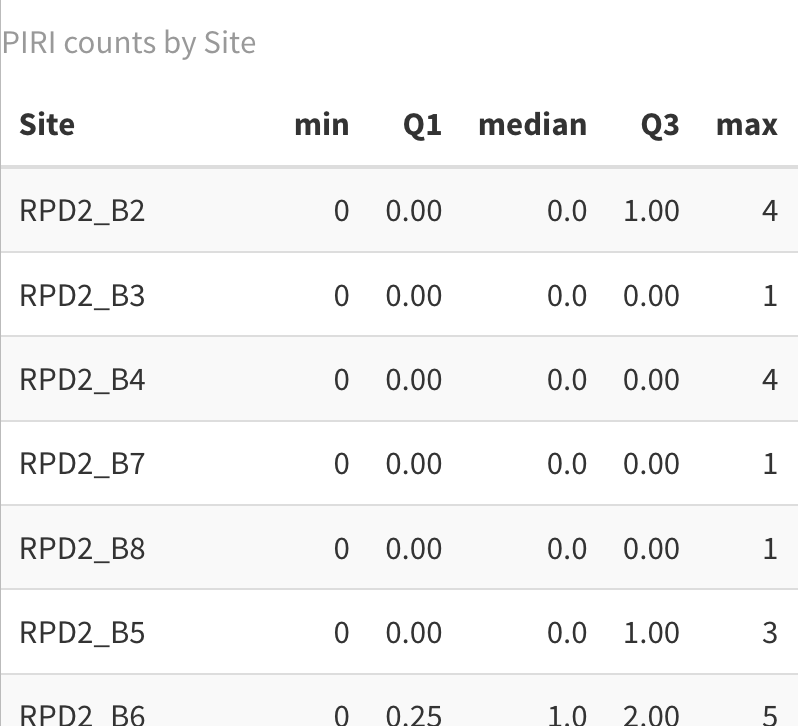 PIRI counts by Site
Site min Q1 median Q3 max
RPD2_B2 0 0.00 0.0 1.00 4
RPD2_B3 0 0.00 0.0 0.00 1
RPD2_B4 0 0.00 0.0 0.00 4
RPD2_B7 0 0.00 0.0 0.00 1
RPD2_B8 0 0.00 0.0 0.00 1
RPD2_B5 0 0.00 0.0 1.00 3
RPD2_B6 0 0.25 1.0 2.00 5